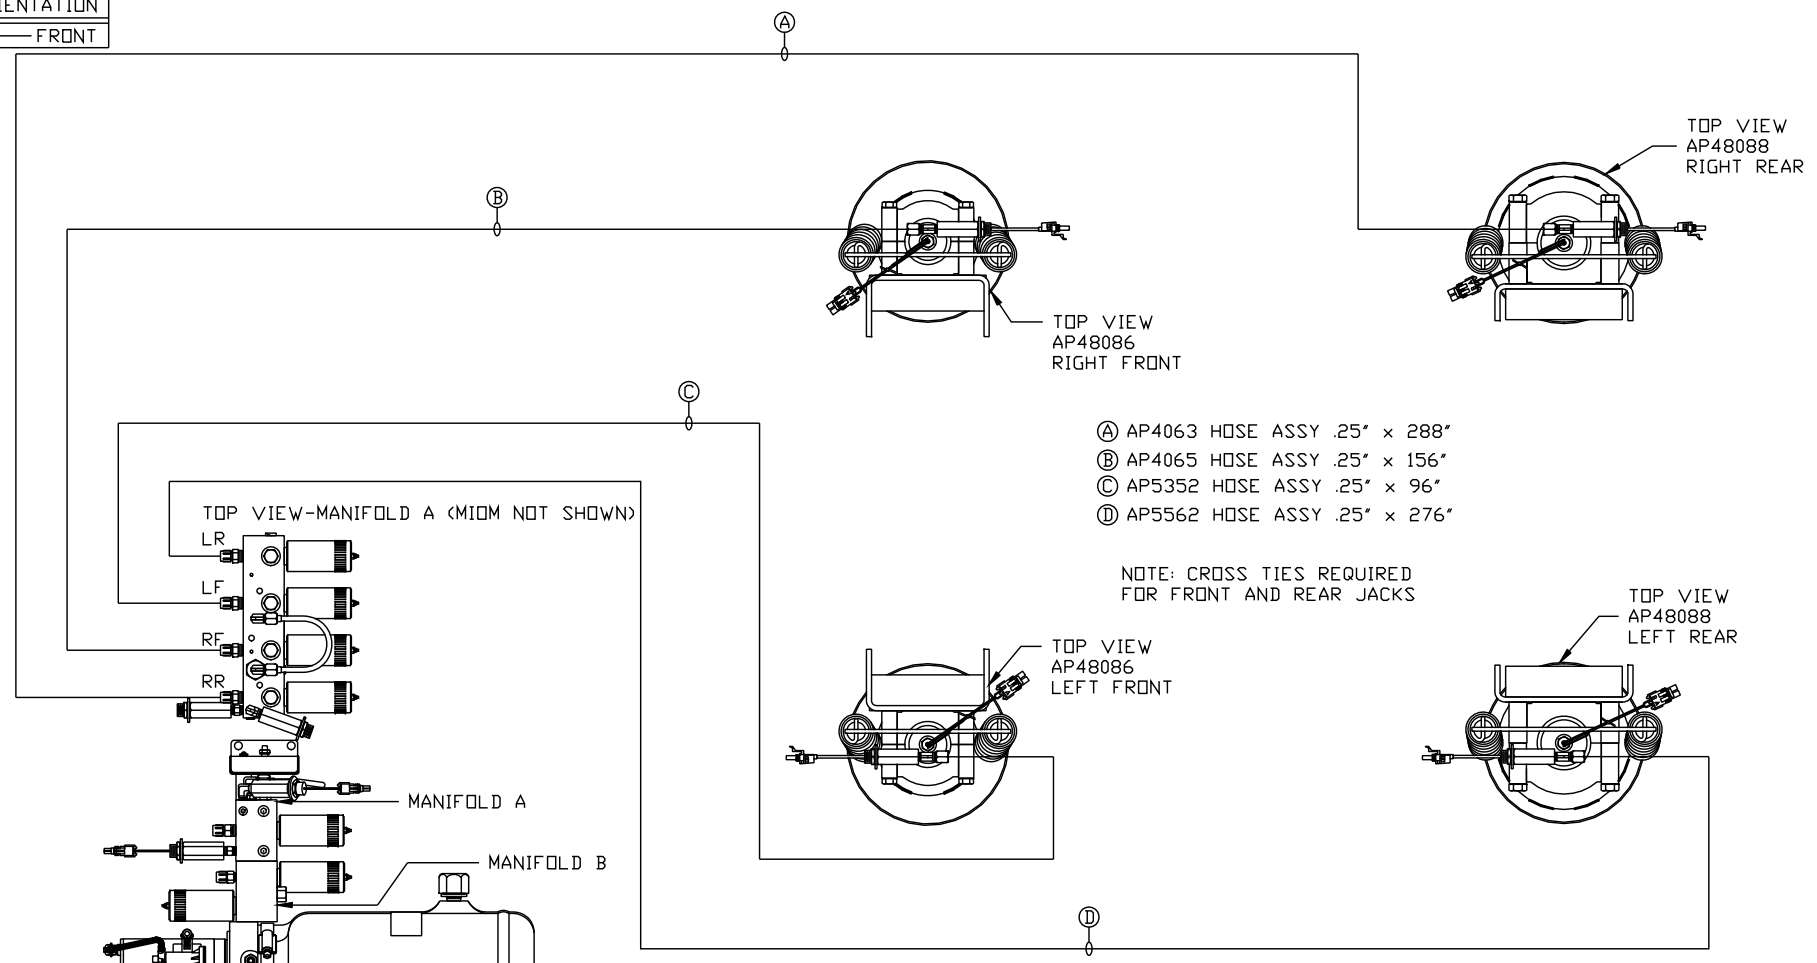 FRONT
A
TOP VIEW
AP48088
RIGHT REAR
B
TOP VIEW
AP48086
RIGHT FRONT
C
A AP4063 HOSE ASSY .25" x 288"
B AP4065 HOSE ASSY .25" x 156"
C AP5352 HOSE ASSY .25" x 96"
D AP5562 HOSE ASSY .25" x 276"
TOP VIEW-MANIFOLD A (MIOM NOT SHOWN)
LR
LF
RF
RR
NOTE: CROSS TIES REQUIRED
FOR FRONT AND REAR JACKS
TOP VIEW
AP48088
LEFT REAR
TOP VIEW
AP48086
LEFT FRONT
MANIFOLD A
MANIFOLD B
D